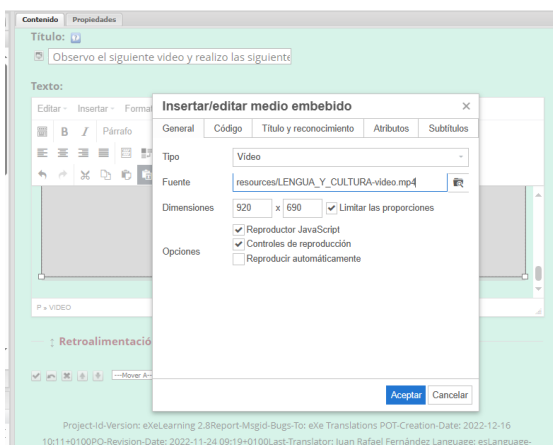 Contenido Propiedades
Título:
Observo el siguiente video y realizo las siguiente
Texto:
Editar Insertar Format
B I Párrafo
Insertar/editar medio embebido ×
General Código Título y reconocimiento Atributos Subtítulos
Tipo Vídeo
Fuente resources/LENGUA_Y_CULTURA-video.mp4
Dimensiones 920 x 690 Limitar las proporciones
Reproductor JavaScript
Opciones Controles de reproducción
Reproducir automáticamente
P » VIDEO
Retroalimentació
---Mover A--
Aceptar Cancelar
Project-Id-Version: eXeLearning 2.8Report-Msgid-Bugs-To: eXe Translations POT-Creation-Date: 2022-12-16
10:11+0100PO-Revision-Date: 2022-11-24 09:19+0100Last-Translator: Juan Rafael Fernández Language: esLanguage-